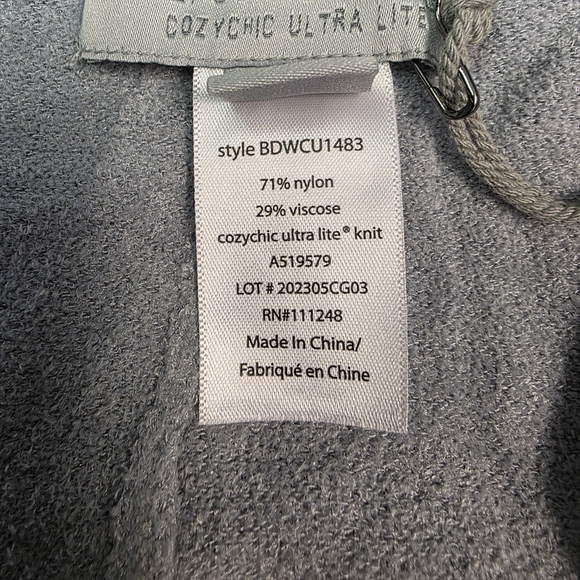 COZYCHIC ULTRA LITE
style BDWCU1483
71% nylon
29% viscose
cozychic ultra lite® knit
A519579
LOT # 202305CG03
RN#111248
Made In China/
Fabriqué en Chine